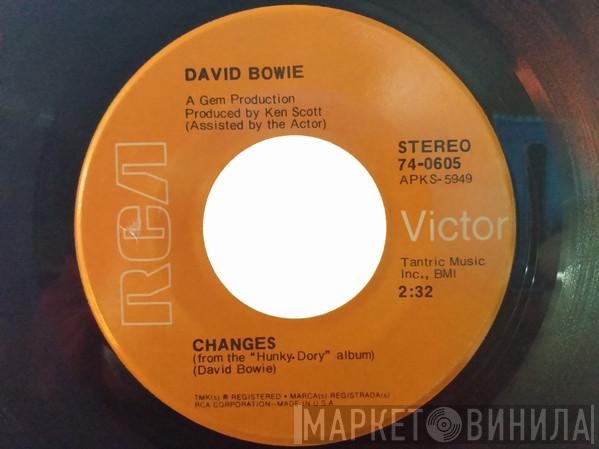 DAVID BOWIE
A Gem Production
Produced by Ken Scott
(Assisted by the Actor)
STEREO
74-0605
APKS-5949
RCA
Victor
Tantric Music
Inc., BMI
2:32
CHANGES
(from the "Hunky-Dory" album)
(David Bowie)
TMK(s) ® REGISTERED • MARCA(s) REGISTRADA(s)
RCA CORPORATION—MADE IN U.S.A.
МАРКЕТ ВИНИЛА